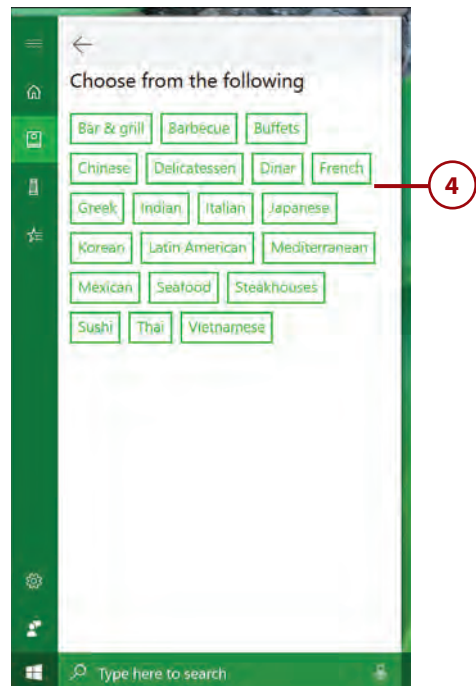 Choose from the following
Bar & grill Barbecue Buffets
Chinese Delicatessen Diner French
Greek Indian Italian Japanese
Korean Latin American Mediterranean
Mexican Seafood Steakhouses
Sushi Thai Vietnamese
4
Type here to search